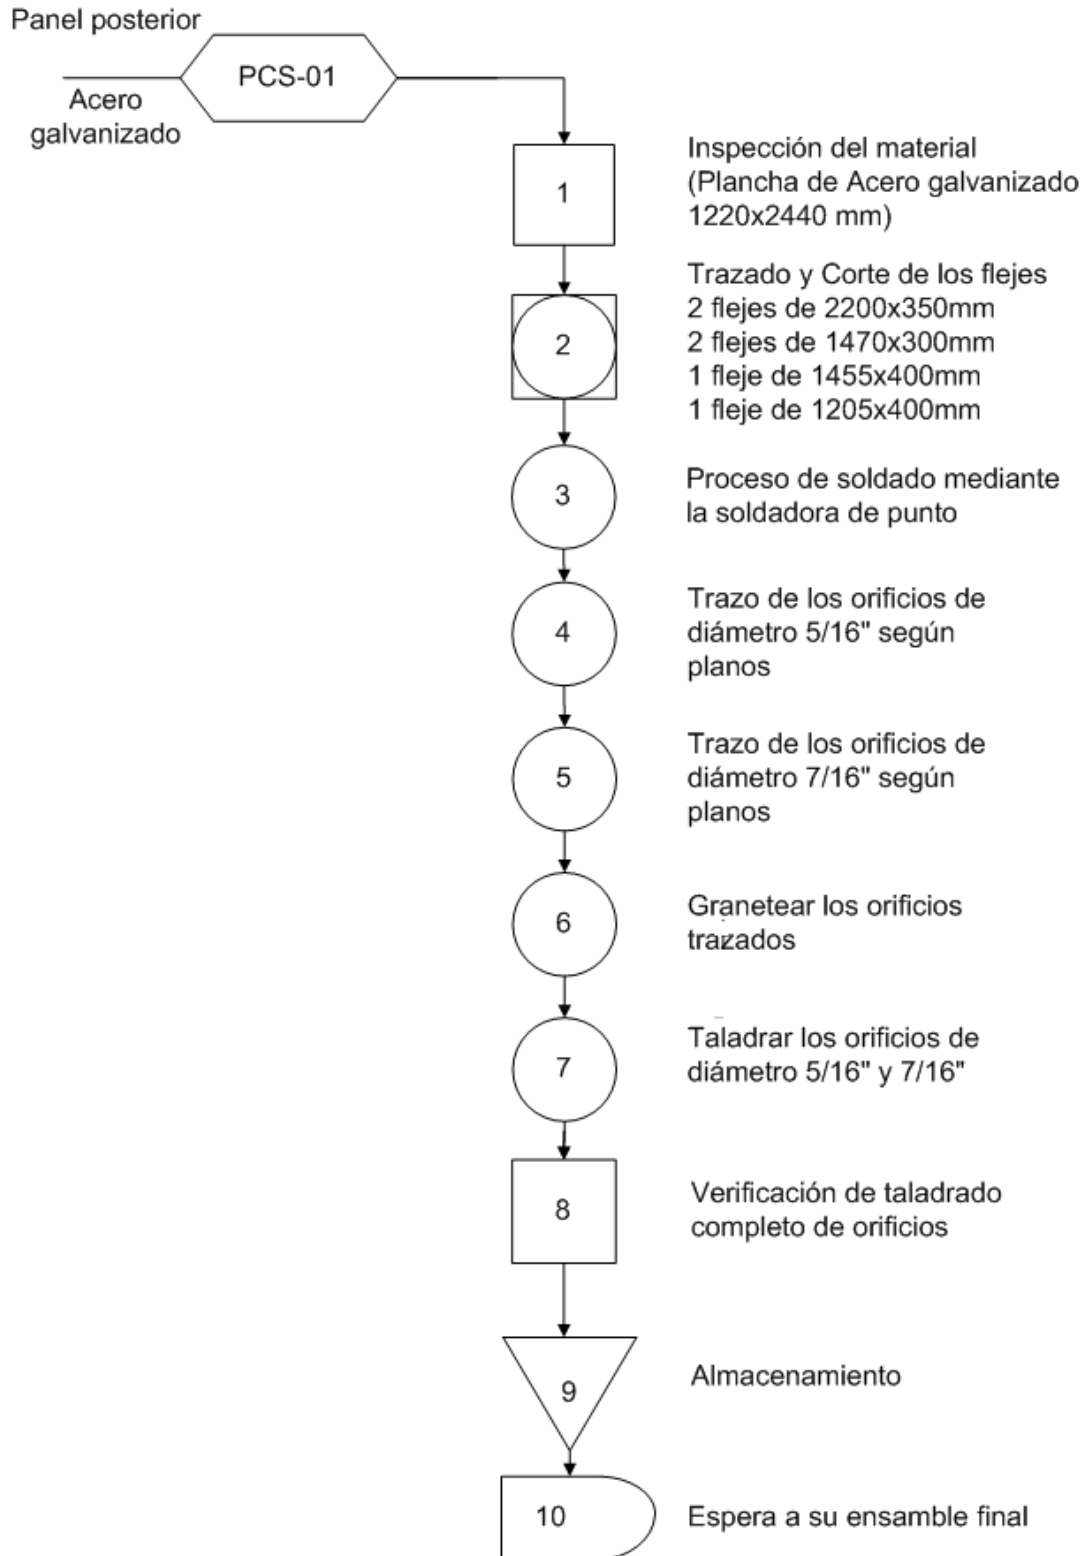 Panel posterior
PCS-01
Acero
galvanizado
1
Inspección del material
(Plancha de Acero galvanizado
1220x2440 mm)
2
Trazado y Corte de los flejes
2 flejes de 2200x350mm
2 flejes de 1470x300mm
1 fleje de 1455x400mm
1 fleje de 1205x400mm
3
Proceso de soldado mediante
la soldadora de punto
4
Trazo de los orificios de
diámetro 5/16" según
planos
5
Trazo de los orificios de
diámetro 7/16" según
planos
6
Granetear los orificios
trazados
7
Taladrar los orificios de
diámetro 5/16" y 7/16"
8
Verificación de taladrado
completo de orificios
9
Almacenamiento
10
Espera a su ensamble final